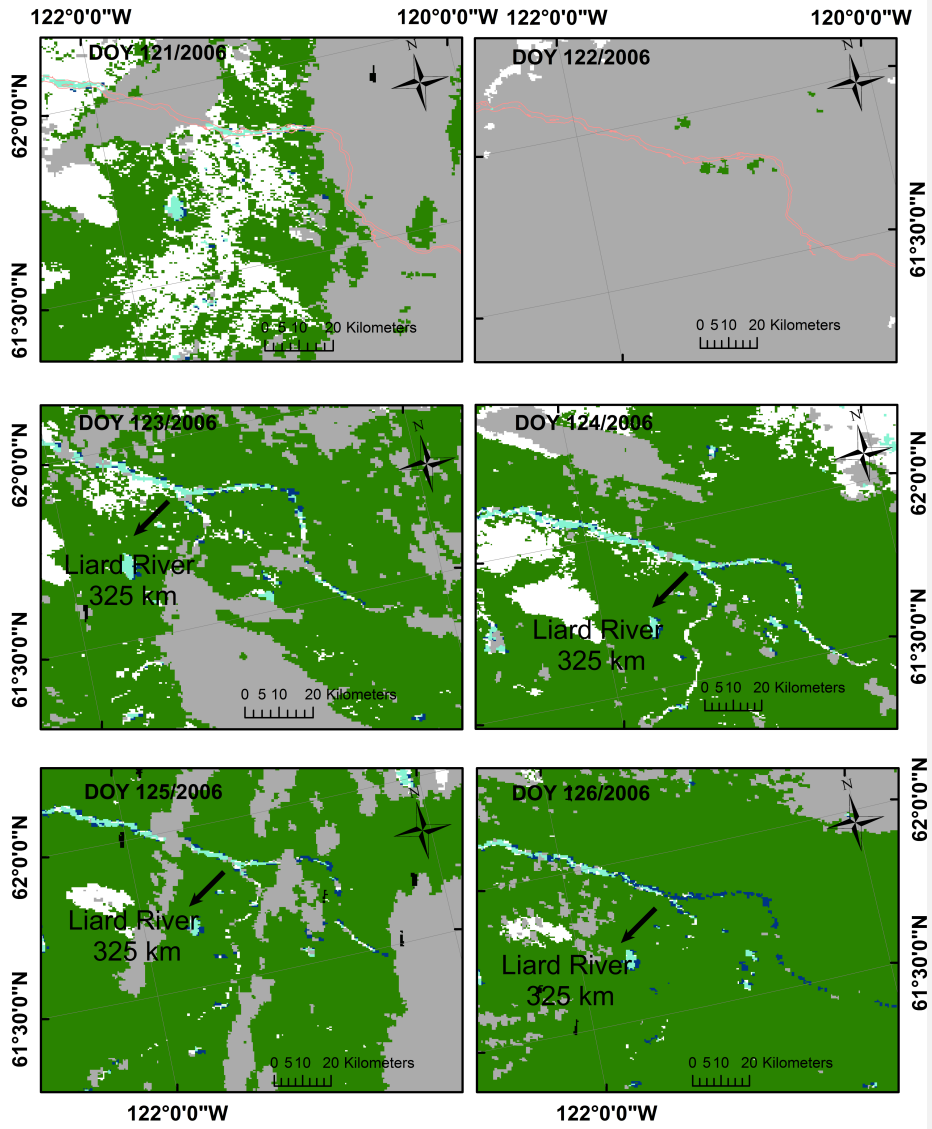 122°0'0"W 120°0'0"W 122°0'0"W 120°0'0"W
DOY 121/2006
N
62°0'0"N
61°30'0"N
0 5 10 20 Kilometers
DOY 122/2006
N
61°30'0"N
0 5 10 20 Kilometers
DOY 123/2006
N
62°0'0"N
61°30'0"N
Liard River
325 km
0 5 10 20 Kilometers
DOY 124/2006
N
62°0'0"N
61°30'0"N
Liard River
325 km
0 5 10 20 Kilometers
DOY 125/2006
N
62°0'0"N
61°30'0"N
Liard River
325 km
0 5 10 20 Kilometers
122°0'0"W
DOY 126/2006
N
62°0'0"N
61°30'0"N
Liard River
325 km
0 5 10 20 Kilometers
122°0'0"W